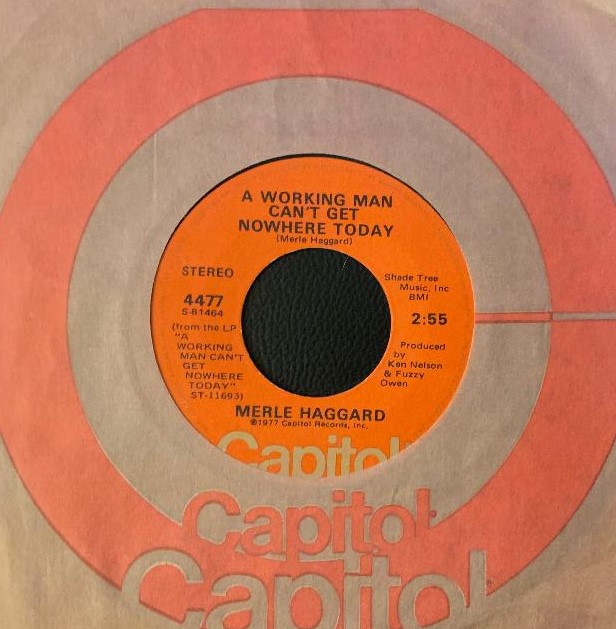 A WORKING MAN
CAN'T GET
NOWHERE TODAY
(Merle Haggard)
STEREO
4477
S-81464
(from the LP
"A
WORKING
MAN CAN'T
GET
NOWHERE
TODAY"
ST-11693)
Shade Tree
Music, Inc
BMI
2:55
Produced
by
Ken Nelson
& Fuzzy
Owen
MERLE HAGGARD
℗1977 Capitol Records, Inc.
Capitol
Capitol
Capitol